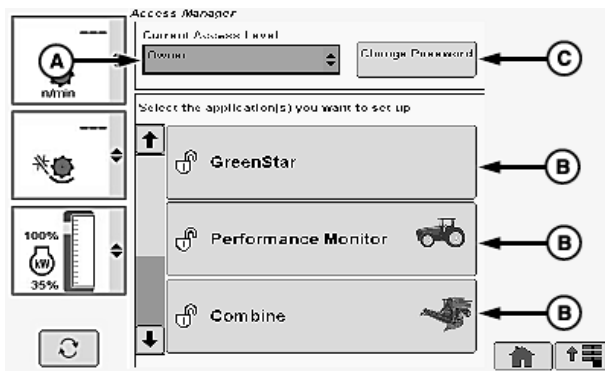 Access Manager
Current Access Level
Owner
Change Password
A
C
n/min
Select the application(s) you want to set up
GreenStar
B
Performance Monitor
B
100%
kW
35%
Combine
B